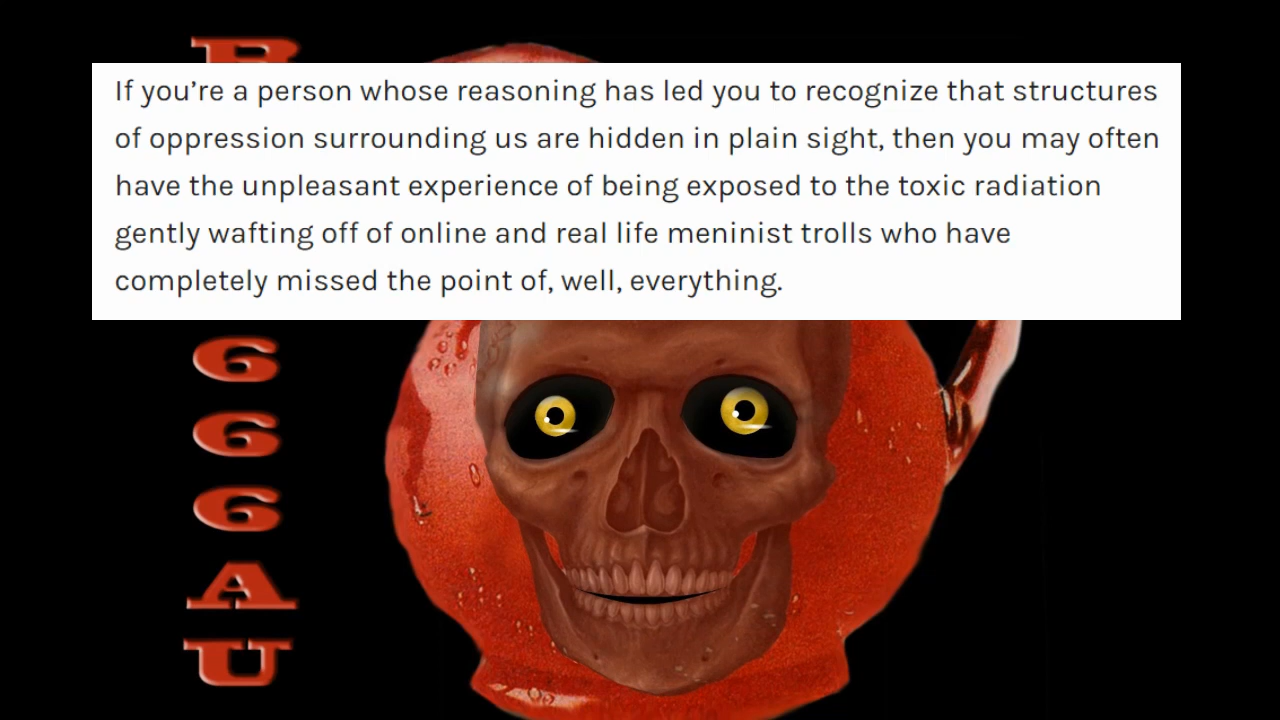 If you’re a person whose reasoning has led you to recognize that structures
of oppression surrounding us are hidden in plain sight, then you may often
have the unpleasant experience of being exposed to the toxic radiation
gently wafting off of online and real life meninist trolls who have
completely missed the point of, well, everything.
6
6
6
A
U